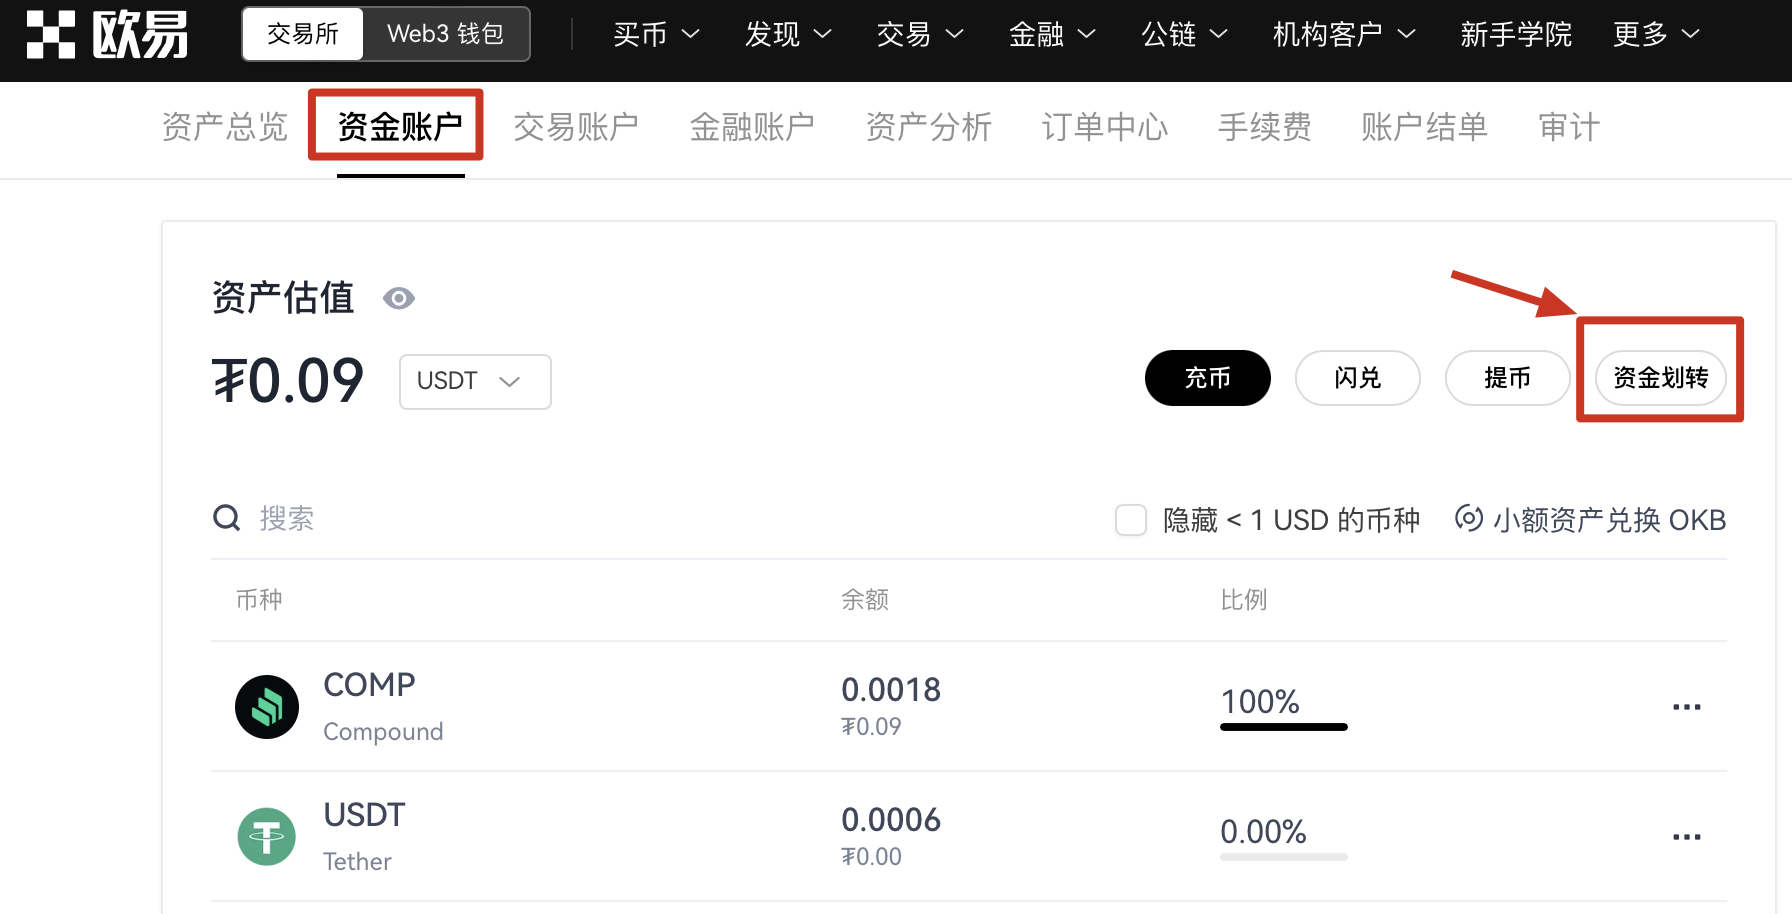 欧易 交易所 Web3 钱包 买币 发现 交易 金融 公链 机构客户 新手学院 更多
资产总览 资金账户 交易账户 金融账户 资产分析 订单中心 手续费 账户结单 审计
资产估值
₮0.09 USDT 充币 闪兑 提币 资金划转
搜索 隐藏 < 1 USD 的币种 小额资产兑换 OKB
币种 余额 比例
COMP 0.0018 100%
Compound ₮0.09
USDT 0.0006 0.00%
Tether ₮0.00